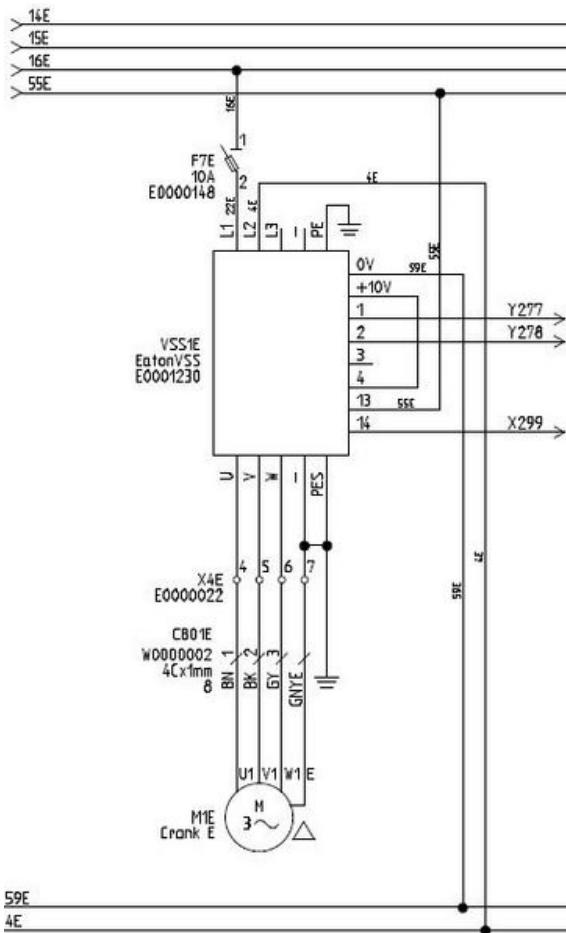 14E
15E
16E
55E
16E
1
F7E
10A
E0000148
2
22E
4E
4E
L1
L2
L3
I
PE
0V
59E
+10V
55E
1
Y277
2
Y278
3
4
13
55E
14
X299
VSS1E
EatonVSS
E0001230
U
V
W
I
PES
4
5
6
7
X4E
E0000022
4E
59E
CB01E
W0000002
4Cx1mm
8
1
2
3
BN
BK
GY
GNYE
U1
V1
W1
E
M1E
Crank E
M
3
59E
4E